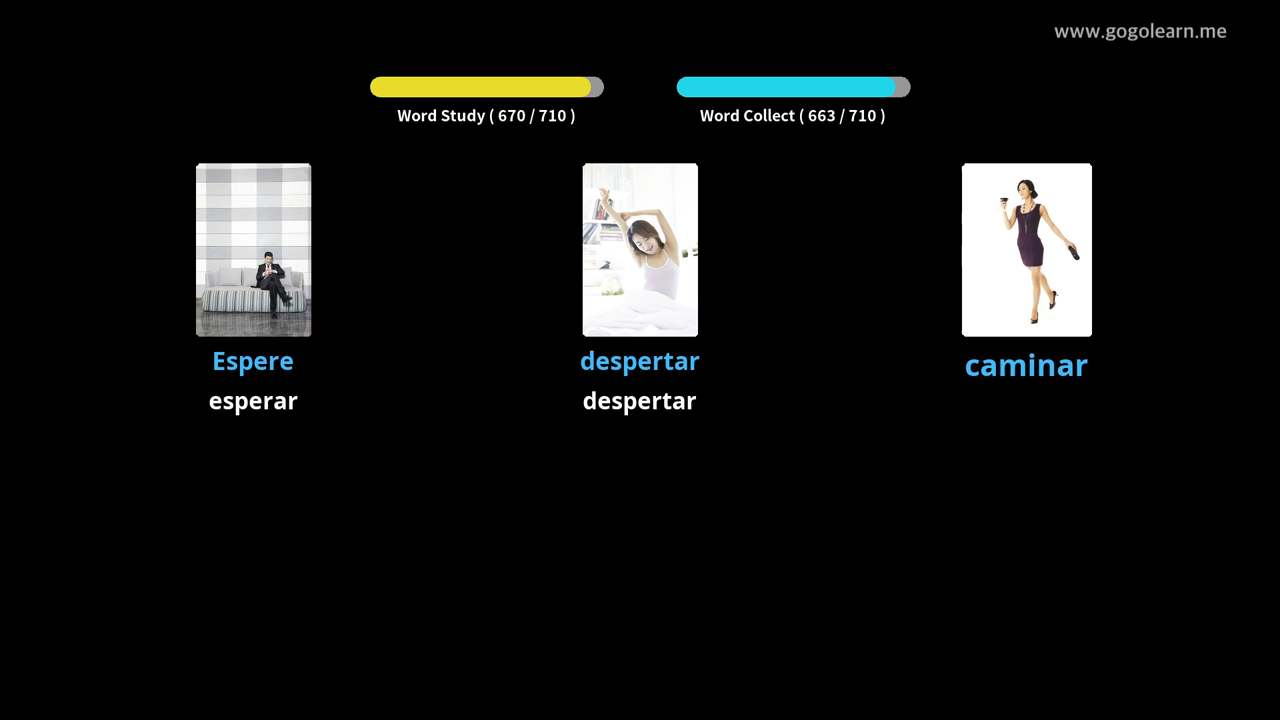 www.gogolearn.me
Word Study ( 670 / 710 )
Word Collect ( 663 / 710 )
Espere
despertar
caminar
esperar
despertar